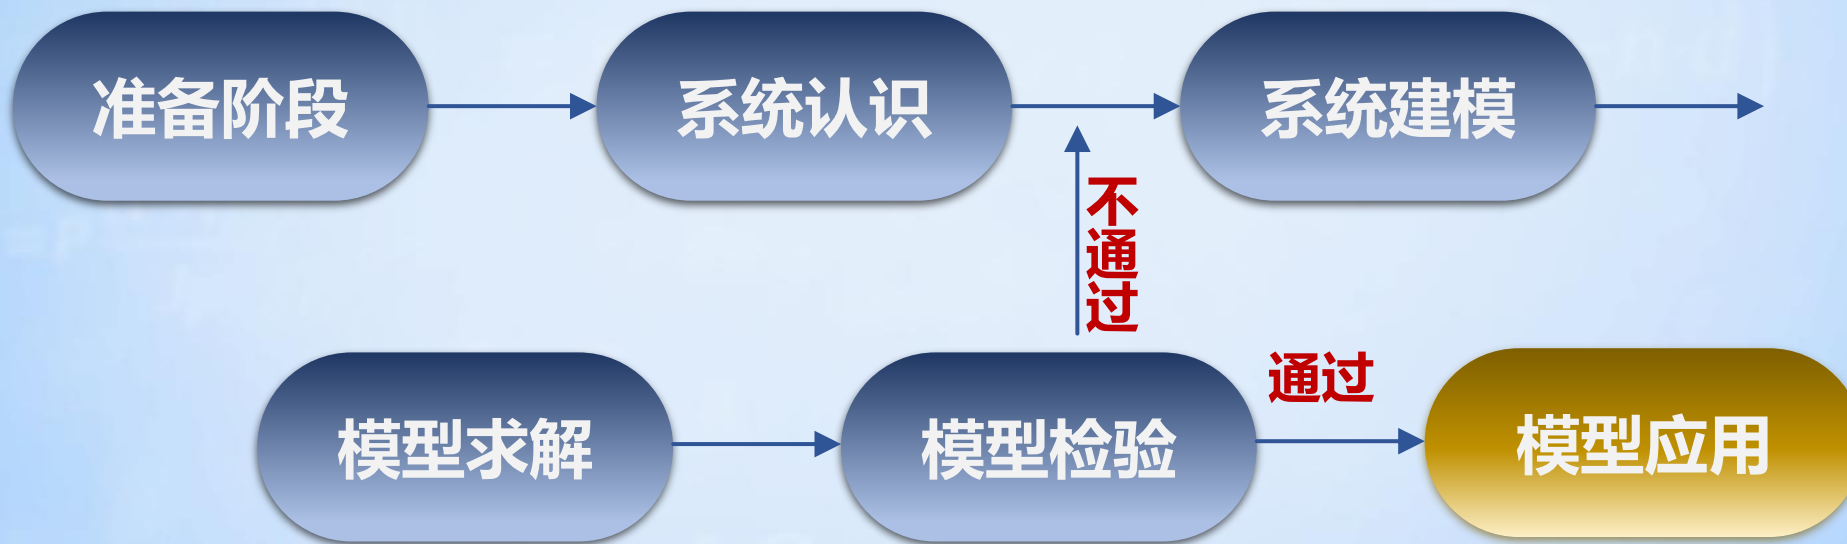 准备阶段
系统认识
系统建模
不通过
通过
模型求解
模型检验
模型应用